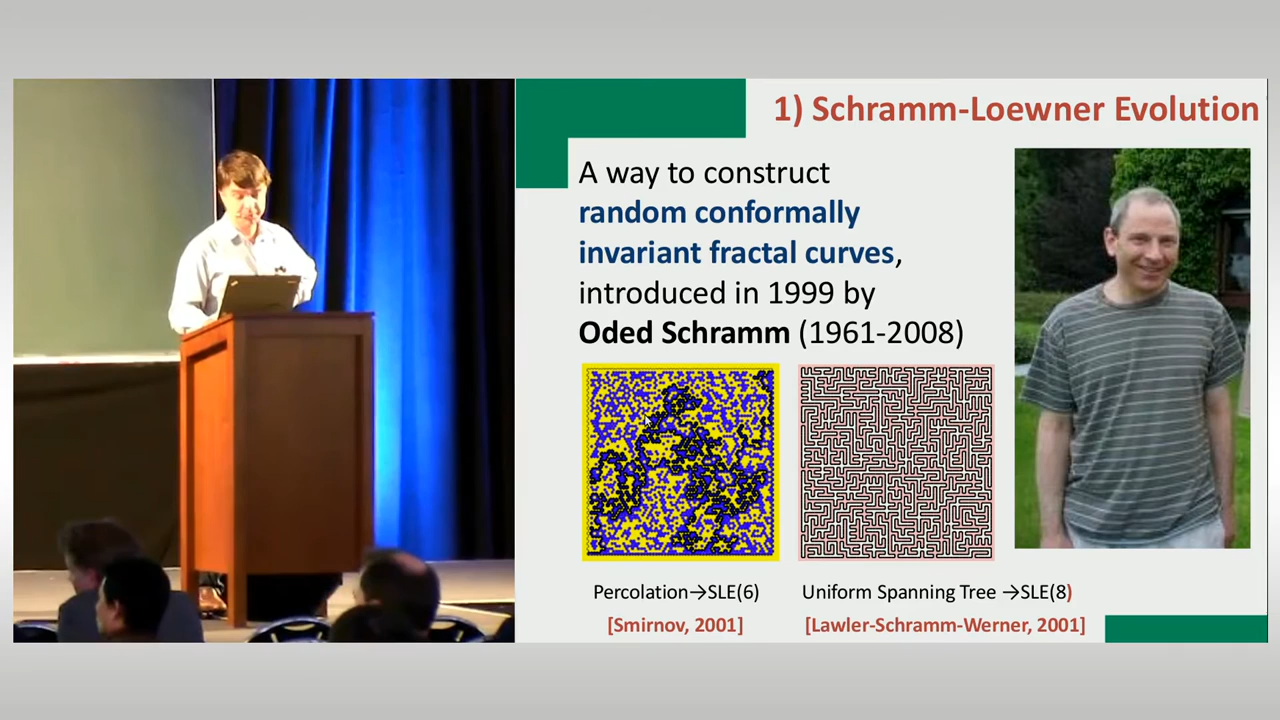 1) Schramm-Loewner Evolution
A way to construct
random conformally
invariant fractal curves,
introduced in 1999 by
Oded Schramm (1961-2008)
Percolation→SLE(6)
Uniform Spanning Tree →SLE(8)
[Smirnov, 2001]
[Lawler-Schramm-Werner, 2001]